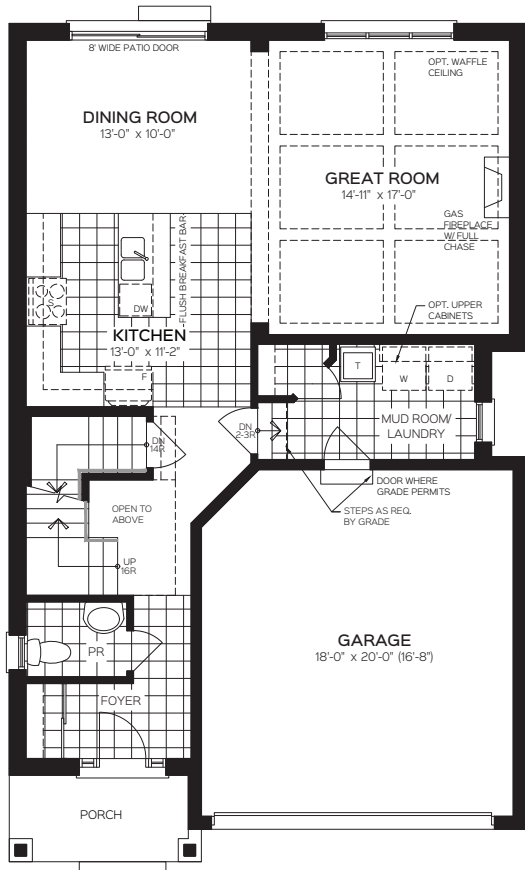 8' WIDE PATIO DOOR
OPT. WAFFLE
CEILING
DINING ROOM
13'-0" x 10'-0"
GREAT ROOM
14'-11" x 17'-0"
GAS
FIREPLACE
W/ FULL
CHASE
FLUSH BREAKFAST BAR
S
DW
KITCHEN
13'-0" x 11'-2"
F
OPT. UPPER
CABINETS
T
W
D
DN
14R
DN
2-3R
MUD ROOM/
LAUNDRY
DOOR WHERE
GRADE PERMITS
STEPS AS REQ.
BY GRADE
OPEN TO
ABOVE
UP
16R
PR
GARAGE
18'-0" x 20'-0" (16'-8")
FOYER
PORCH